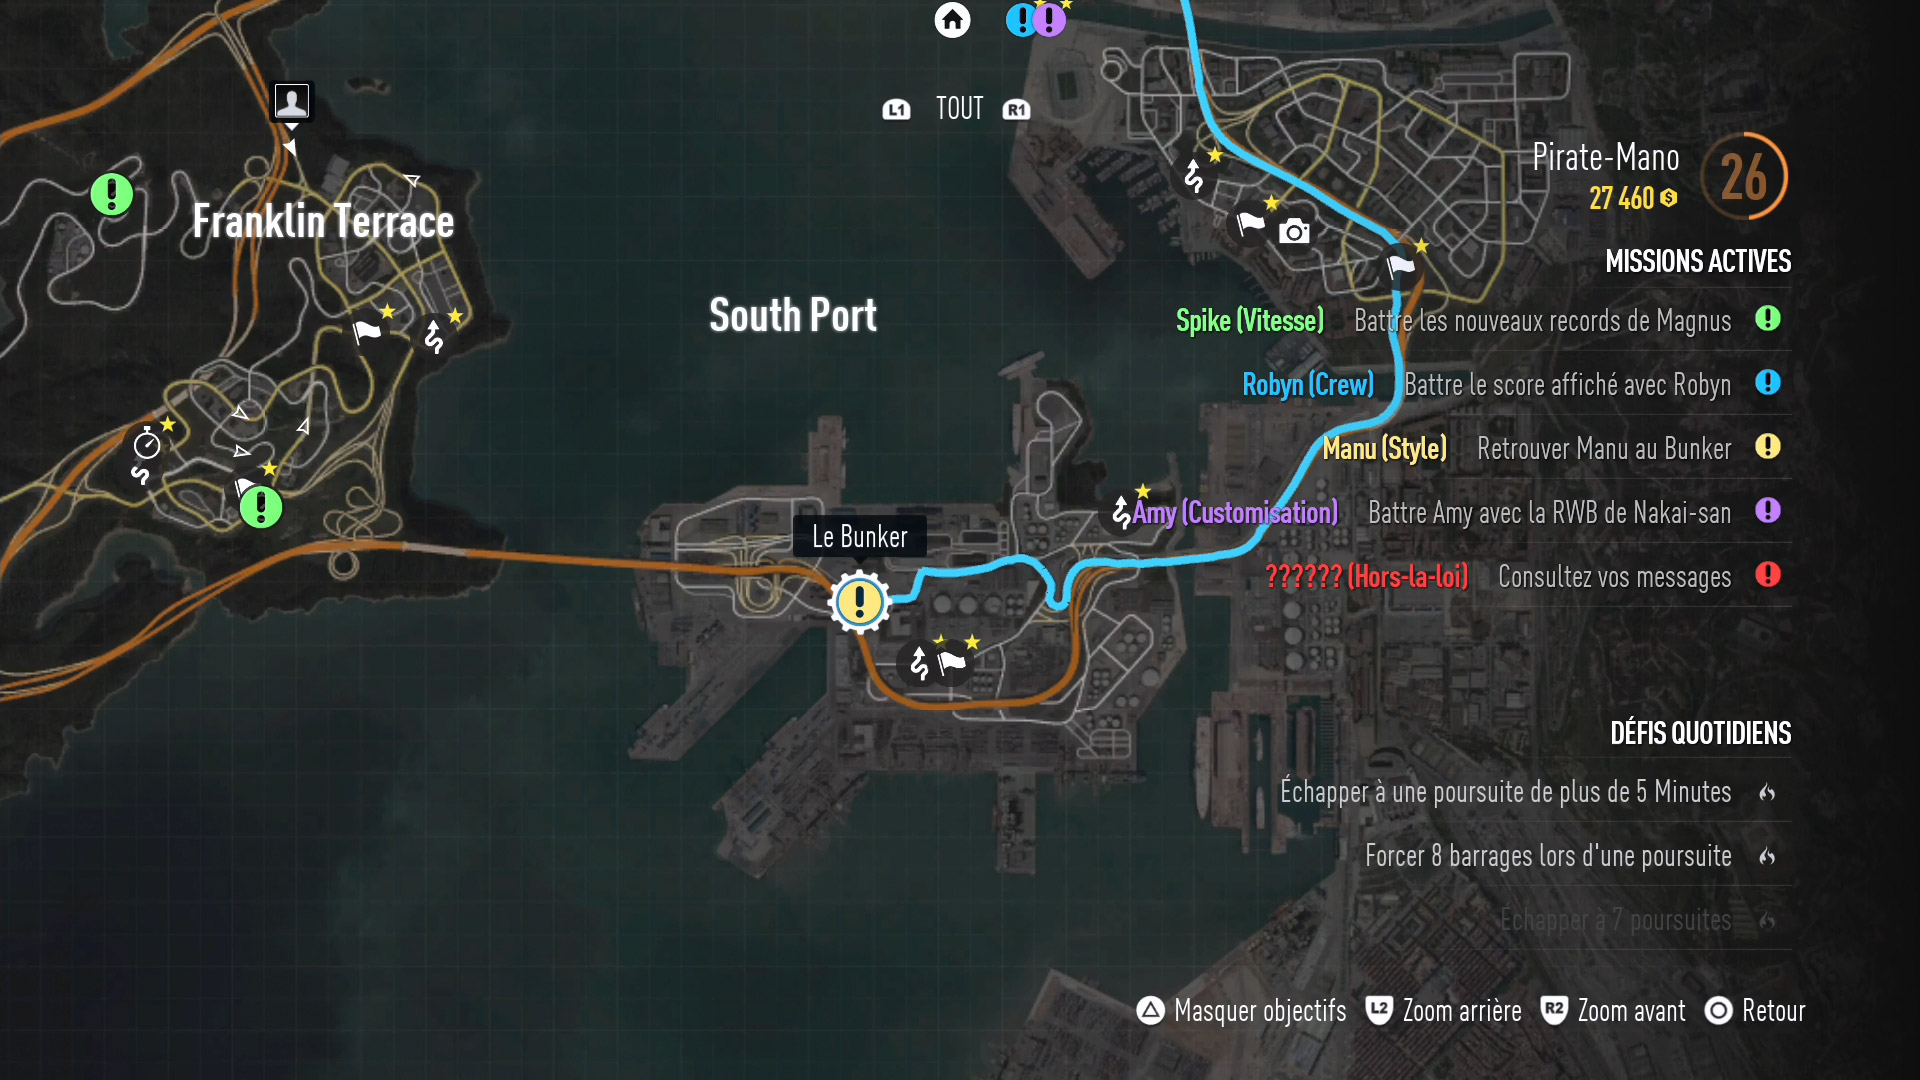 L1 TOUT R1
Pirate-Mano
27 460
26
Franklin Terrace
South Port
Le Bunker
MISSIONS ACTIVES
Spike (Vitesse) Battre les nouveaux records de Magnus
Robyn (Crew) Battre le score affiché avec Robyn
Manu (Style) Retrouver Manu au Bunker
Amy (Customisation) Battre Amy avec la RWB de Nakai-san
?????? (Hors-la-loi) Consultez vos messages
DÉFIS QUOTIDIENS
Échapper à une poursuite de plus de 5 Minutes
Forcer 8 barrages lors d'une poursuite
Échapper à 7 poursuites
Masquer objectifs L2 Zoom arrière R2 Zoom avant Retour